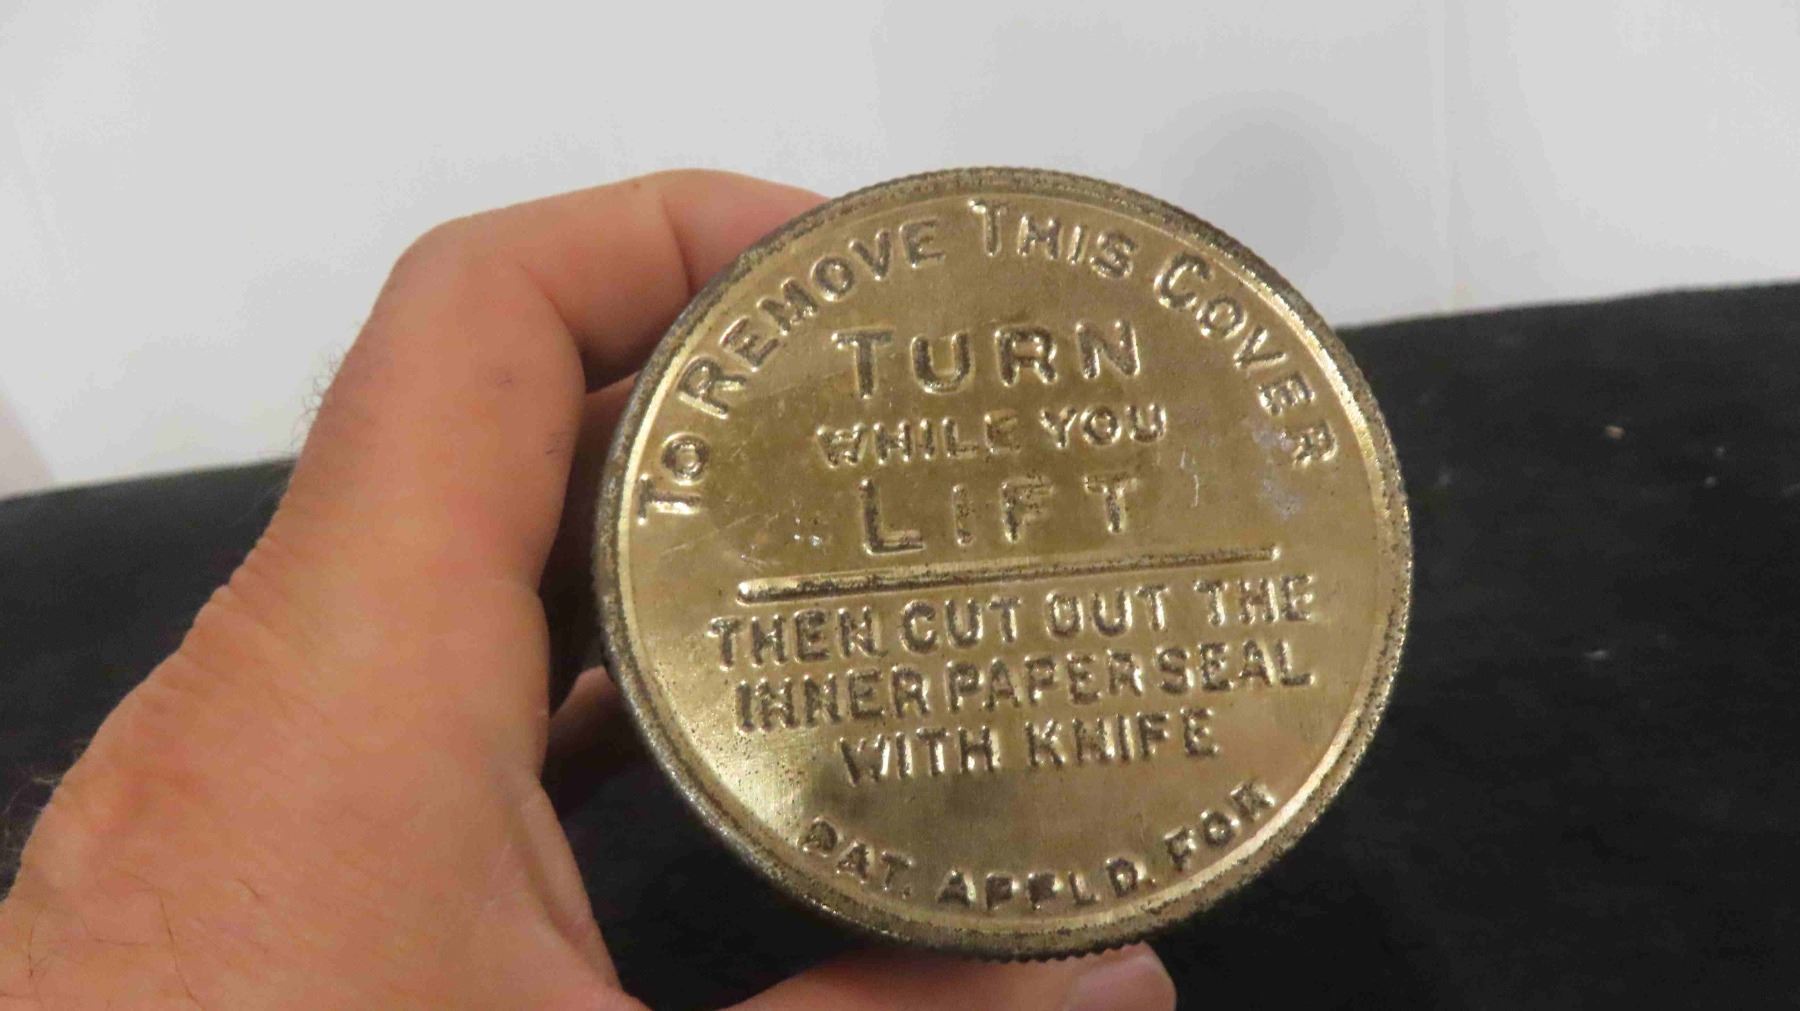 TO REMOVE THIS COVER
TURN
WHILE YOU
LIFT
THEN CUT OUT THE
INNER PAPER SEAL
WITH KNIFE
PAT. APPLD. FOR